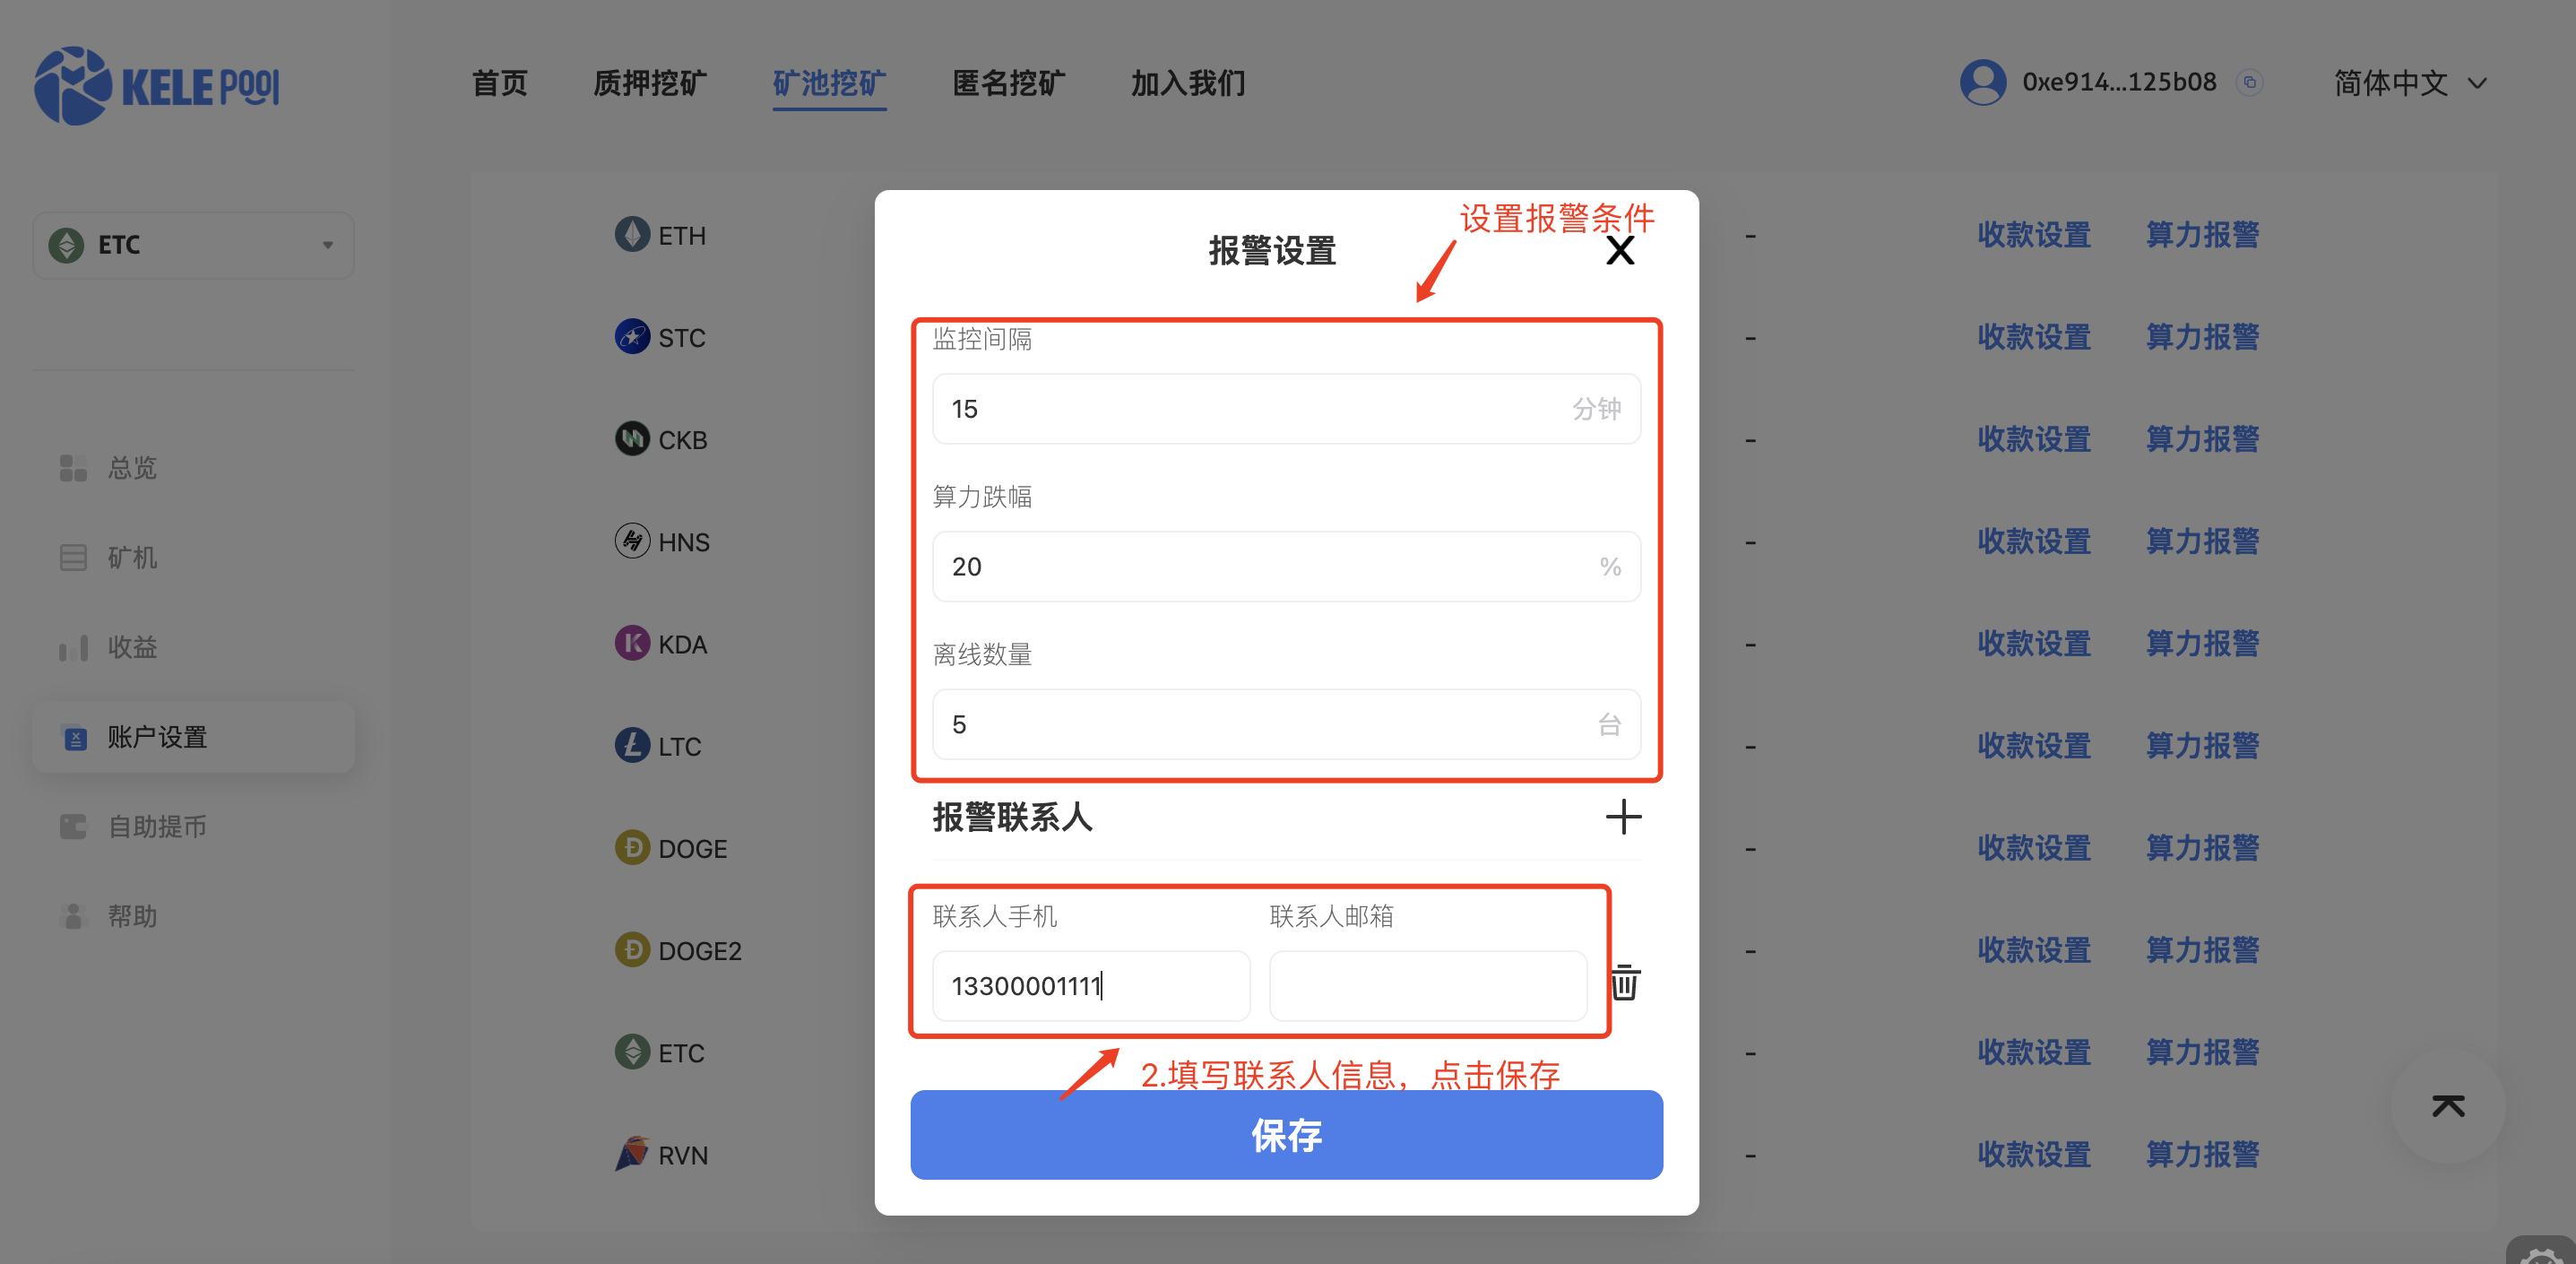 KELE POOL
首页 质押挖矿 矿池挖矿 匿名挖矿 加入我们 0xe914...125b08 简体中文
ETC
总览
矿机
收益
账户设置
自助提币
帮助
ETH - 收款设置 算力报警
STC - 收款设置 算力报警
CKB - 收款设置 算力报警
HNS - 收款设置 算力报警
KDA - 收款设置 算力报警
LTC - 收款设置 算力报警
DOGE - 收款设置 算力报警
DOGE2 - 收款设置 算力报警
ETC - 收款设置 算力报警
RVN - 收款设置 算力报警
设置报警条件
报警设置
监控间隔
15 分钟
算力跌幅
20 %
离线数量
5 台
报警联系人
联系人手机 联系人邮箱
13300001111
2.填写联系人信息，点击保存
保存